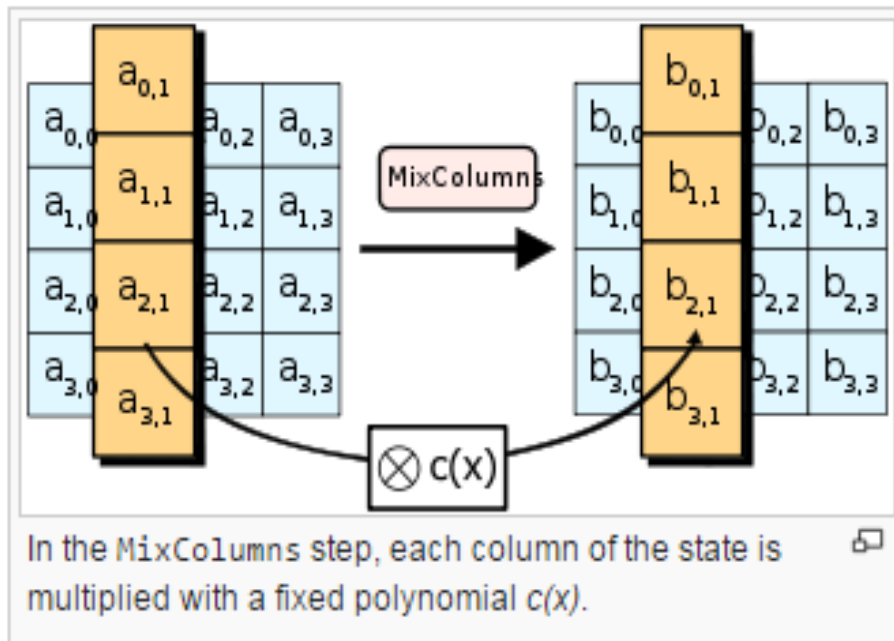 a0,1 b0,1
a0,0 a0,2 a0,3 b0,0 b0,2 b0,3
MixColumns
a1,1 b1,1
a1,0 a1,2 a1,3 b1,0 b1,2 b1,3
a2,0 a2,1 a2,2 a2,3 b2,0 b2,1 b2,2 b2,3
a3,0 a3,2 a3,3 b3,0 b3,2 b3,3
a3,1 b3,1
⊗ c(x)
In the MixColumns step, each column of the state is
multiplied with a fixed polynomial c(x).